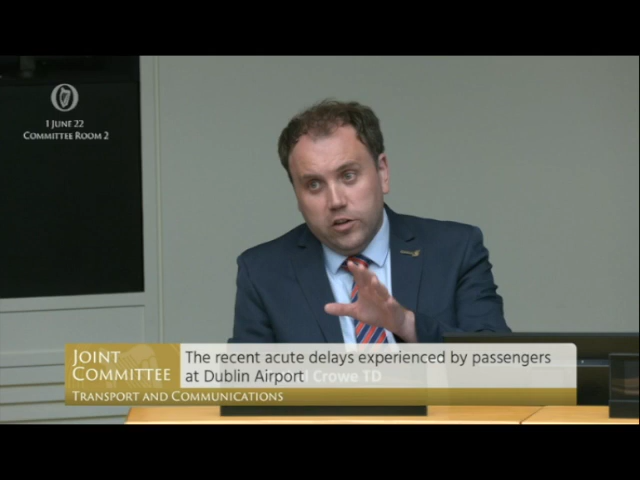 1 June 22
Committee Room 2
Joint Committee
The recent acute delays experienced by passengers
at Dublin Airport
Crowe TD
Transport and Communications